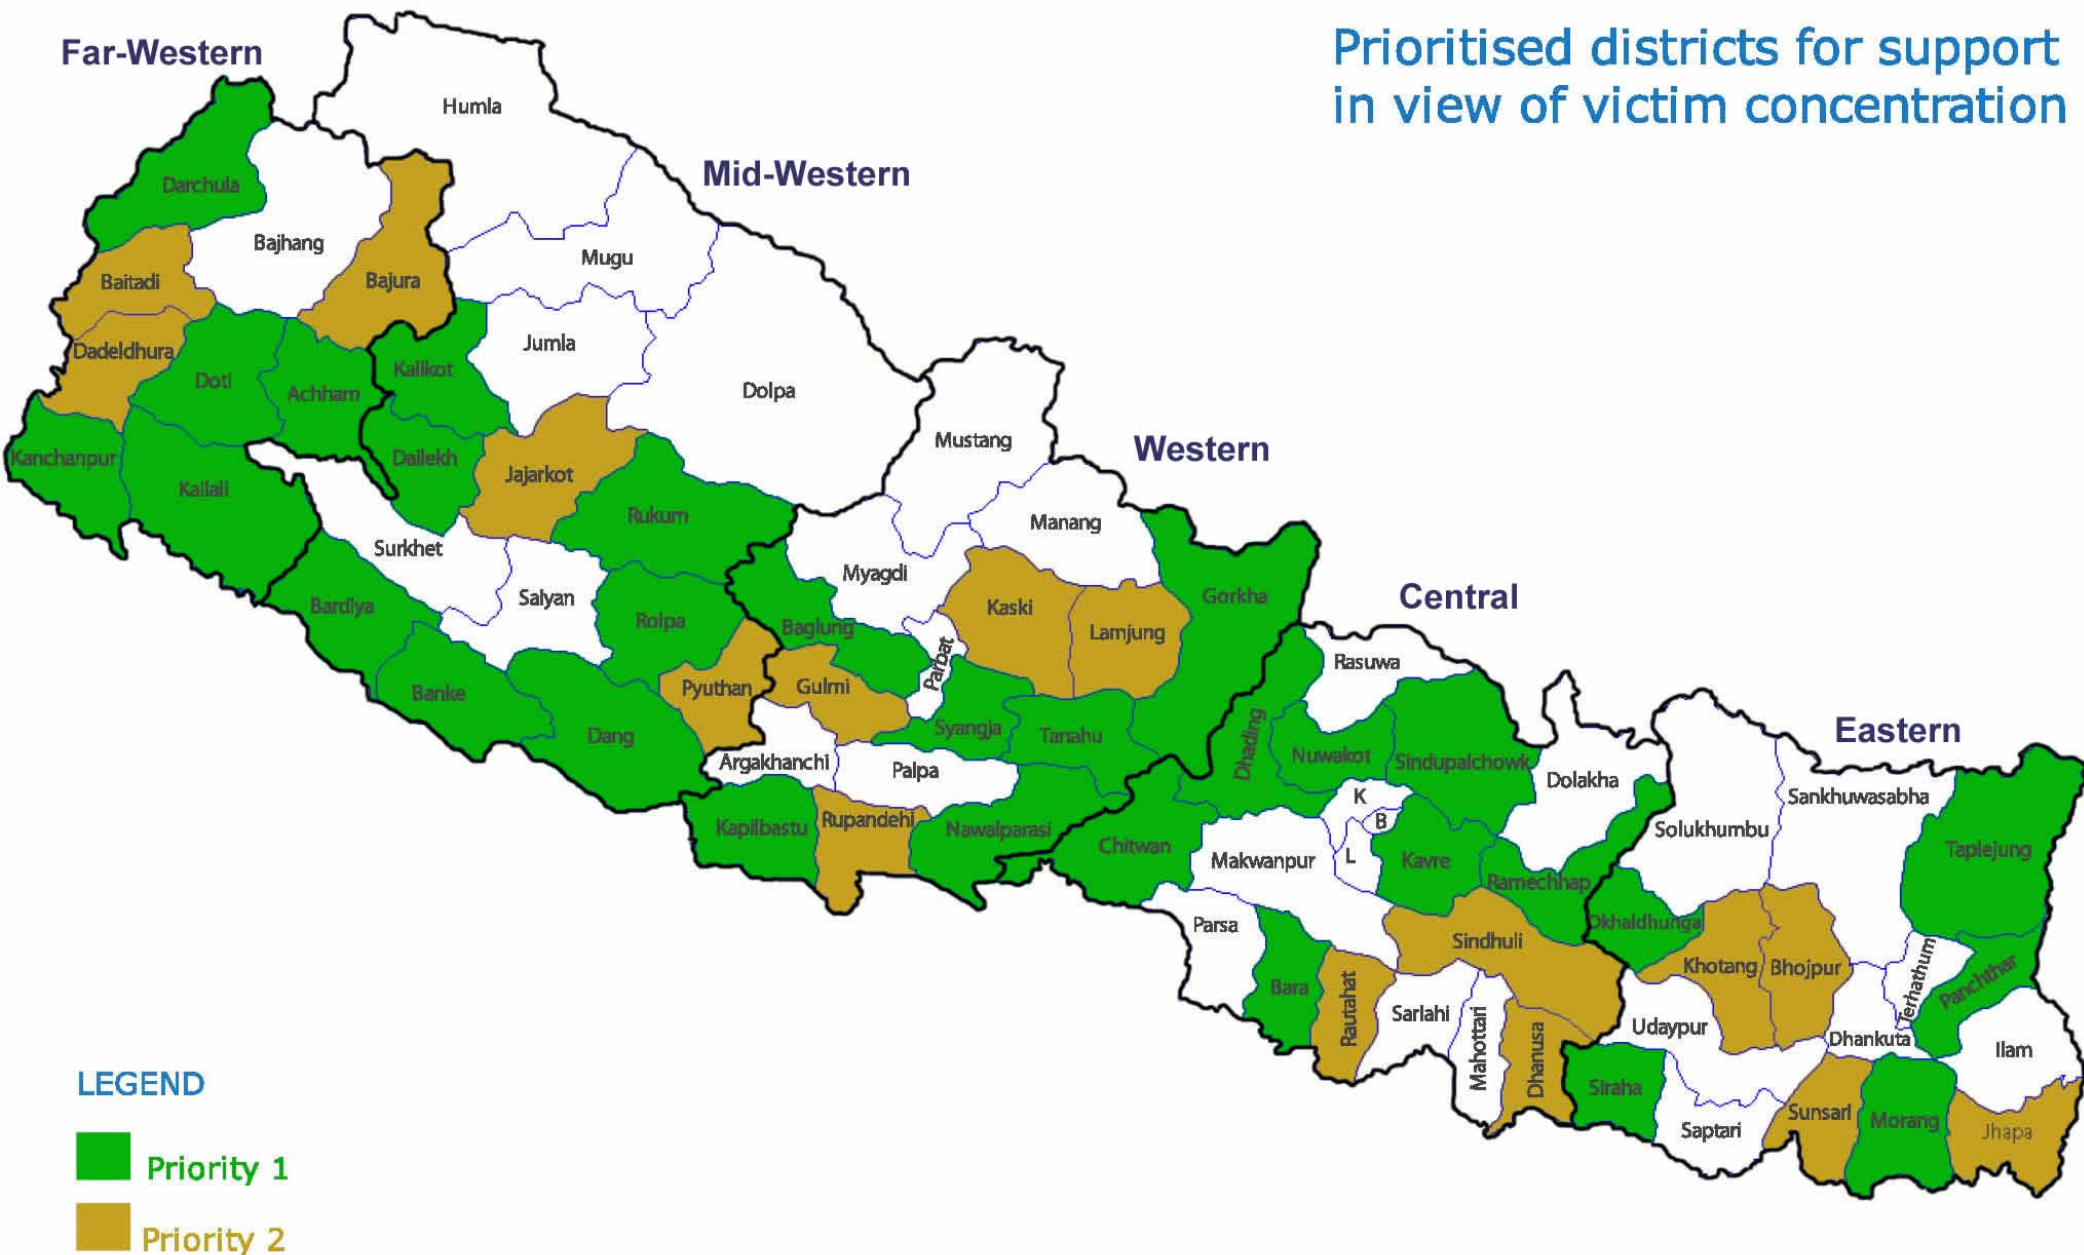 Prioritised districts for support
in view of victim concentration
Far-Western
Humla
Mid-Western
Darchula
Bajhang
Mugu
Baitadi
Bajura
Jumla
Dadeldhura
Doti
Achham
Kalikot
Dolpa
Mustang
Western
Kanchanpur
Kailali
Dailekh
Jajarkot
Rukum
Manang
Surkhet
Myagdi
Salyan
Bardiya
Rolpa
Baglung
Kaski
Lamjung
Gorkha
Central
Parbat
Rasuwa
Banke
Pyuthan
Gulmi
Dang
Syangja
Tanahu
Dhading
Nuwakot
Sindupalchowk
Dolakha
Eastern
Argakhanchi
Palpa
K
B
L
Sankhuwasabha
Solukhumbu
Taplejung
Kapilbastu
Rupandehi
Nawalparasi
Chitwan
Makwanpur
Kavre
Ramechhap
Okhaldhunga
Parsa
Sindhuli
Khotang
Bhojpur
Terhathum
Panchthar
Bara
Rautahat
Sarlahi
Mahottari
Dhanusa
Udaypur
Dhankuta
Ilam
Siraha
Saptari
Sunsari
Morang
Jhapa
LEGEND
Priority 1
Priority 2